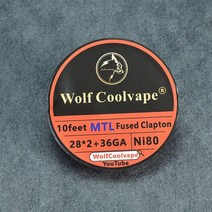 Wolf Coolvape®
10feet MTL Fused Clapton
28*2+36GA Ni80
WolfCoolvape
YouTube